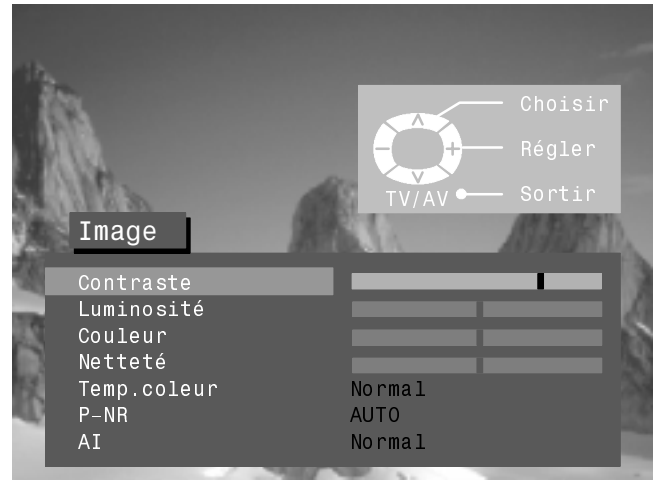 Choisir
Régler
TV/AV Sortir
Image
Contraste
Luminosité
Couleur
Netteté
Temp.coleur Normal
P-NR AUTO
AI Normal